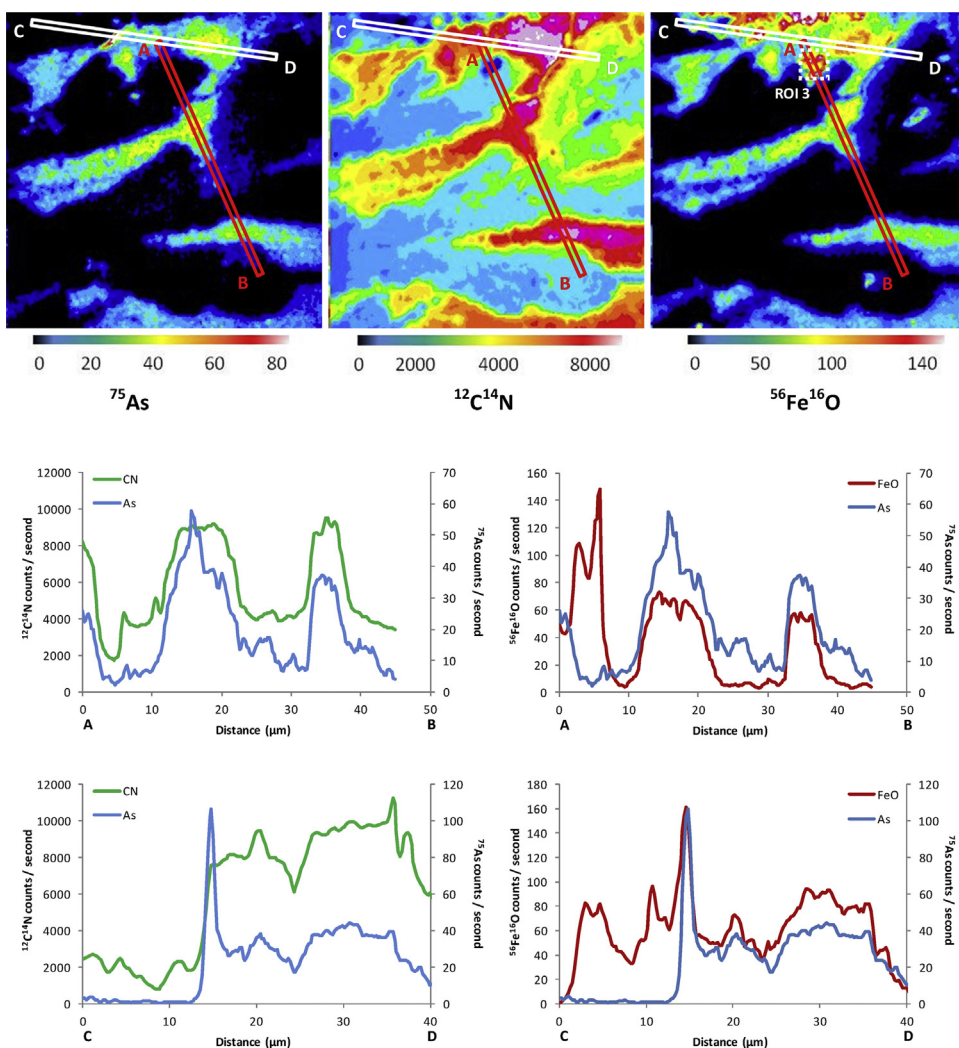 C
A
D
B
C
A
D
B
C
A
D
ROI 3
B
0 20 40 60 80
0 2000 4000 8000
0 50 100 140
⁷⁵As
¹²C¹⁴N
⁵⁶Fe¹⁶O
12000
10000
8000
6000
4000
2000
0
¹²C¹⁴N counts / second
CN
As
70
60
50
40
30
20
10
0
⁷⁵As counts / second
0 10 20 30 40 50
A Distance (µm) B
160
140
120
100
80
60
40
20
0
⁵⁶Fe¹⁶O counts / second
FeO
As
70
60
50
40
30
20
10
0
⁷⁵As counts / second
0 10 20 30 40 50
A Distance (µm) B
12000
10000
8000
6000
4000
2000
0
¹²C¹⁴N counts / second
CN
As
120
100
80
60
40
20
0
⁷⁵As counts / second
0 10 20 30 40
C Distance (µm) D
180
160
140
120
100
80
60
40
20
0
⁵⁶Fe¹⁶O counts / second
FeO
As
120
100
80
60
40
20
0
⁷⁵As counts / second
0 10 20 30 40
C Distance (µm) D